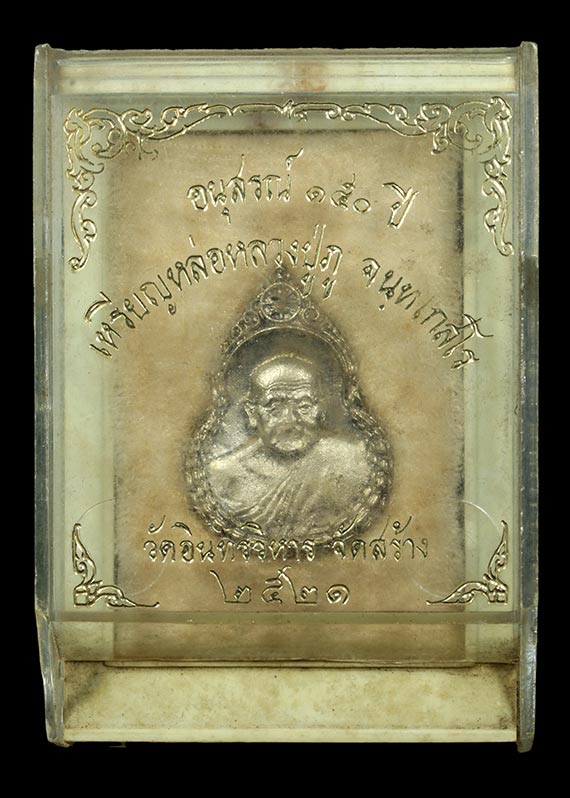 อนุสรณ์ ๑๕๐ ปี
เหรียญหล่อหลวงปู่ภู จนฺทเกสโร
วัดอินทรวิหาร จัดสร้าง
๒๕๒๑